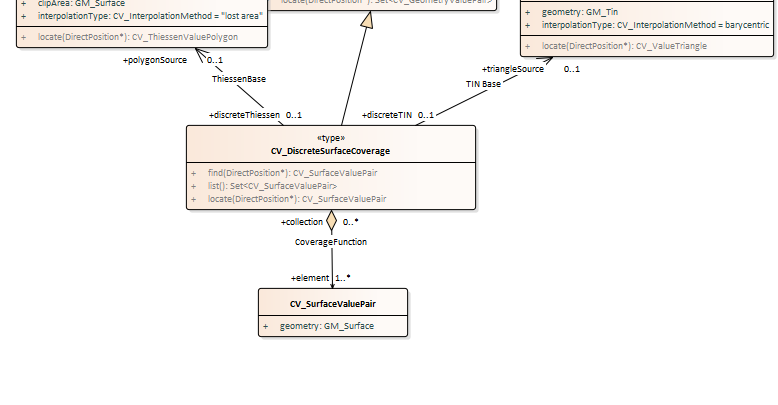 + clipArea: GM_Surface
+ interpolationType: CV_InterpolationMethod = "lost area"
+ locate(DirectPosition*): CV_ThiessenValuePolygon
locate(DirectPosition*): Set<CV_GeometryValuePair>
+ geometry: GM_Tin
+ interpolationType: CV_InterpolationMethod = barycentric
+ locate(DirectPosition*): CV_ValueTriangle
+polygonSource 0..1
ThiessenBase
+discreteThiessen 0..1
+triangleSource 0..1
TIN Base
+discreteTIN 0..1
«type»
CV_DiscreteSurfaceCoverage
+ find(DirectPosition*): CV_SurfaceValuePair
+ list(): Set<CV_SurfaceValuePair>
+ locate(DirectPosition*): CV_SurfaceValuePair
+collection 0..*
CoverageFunction
+element 1..*
CV_SurfaceValuePair
+ geometry: GM_Surface